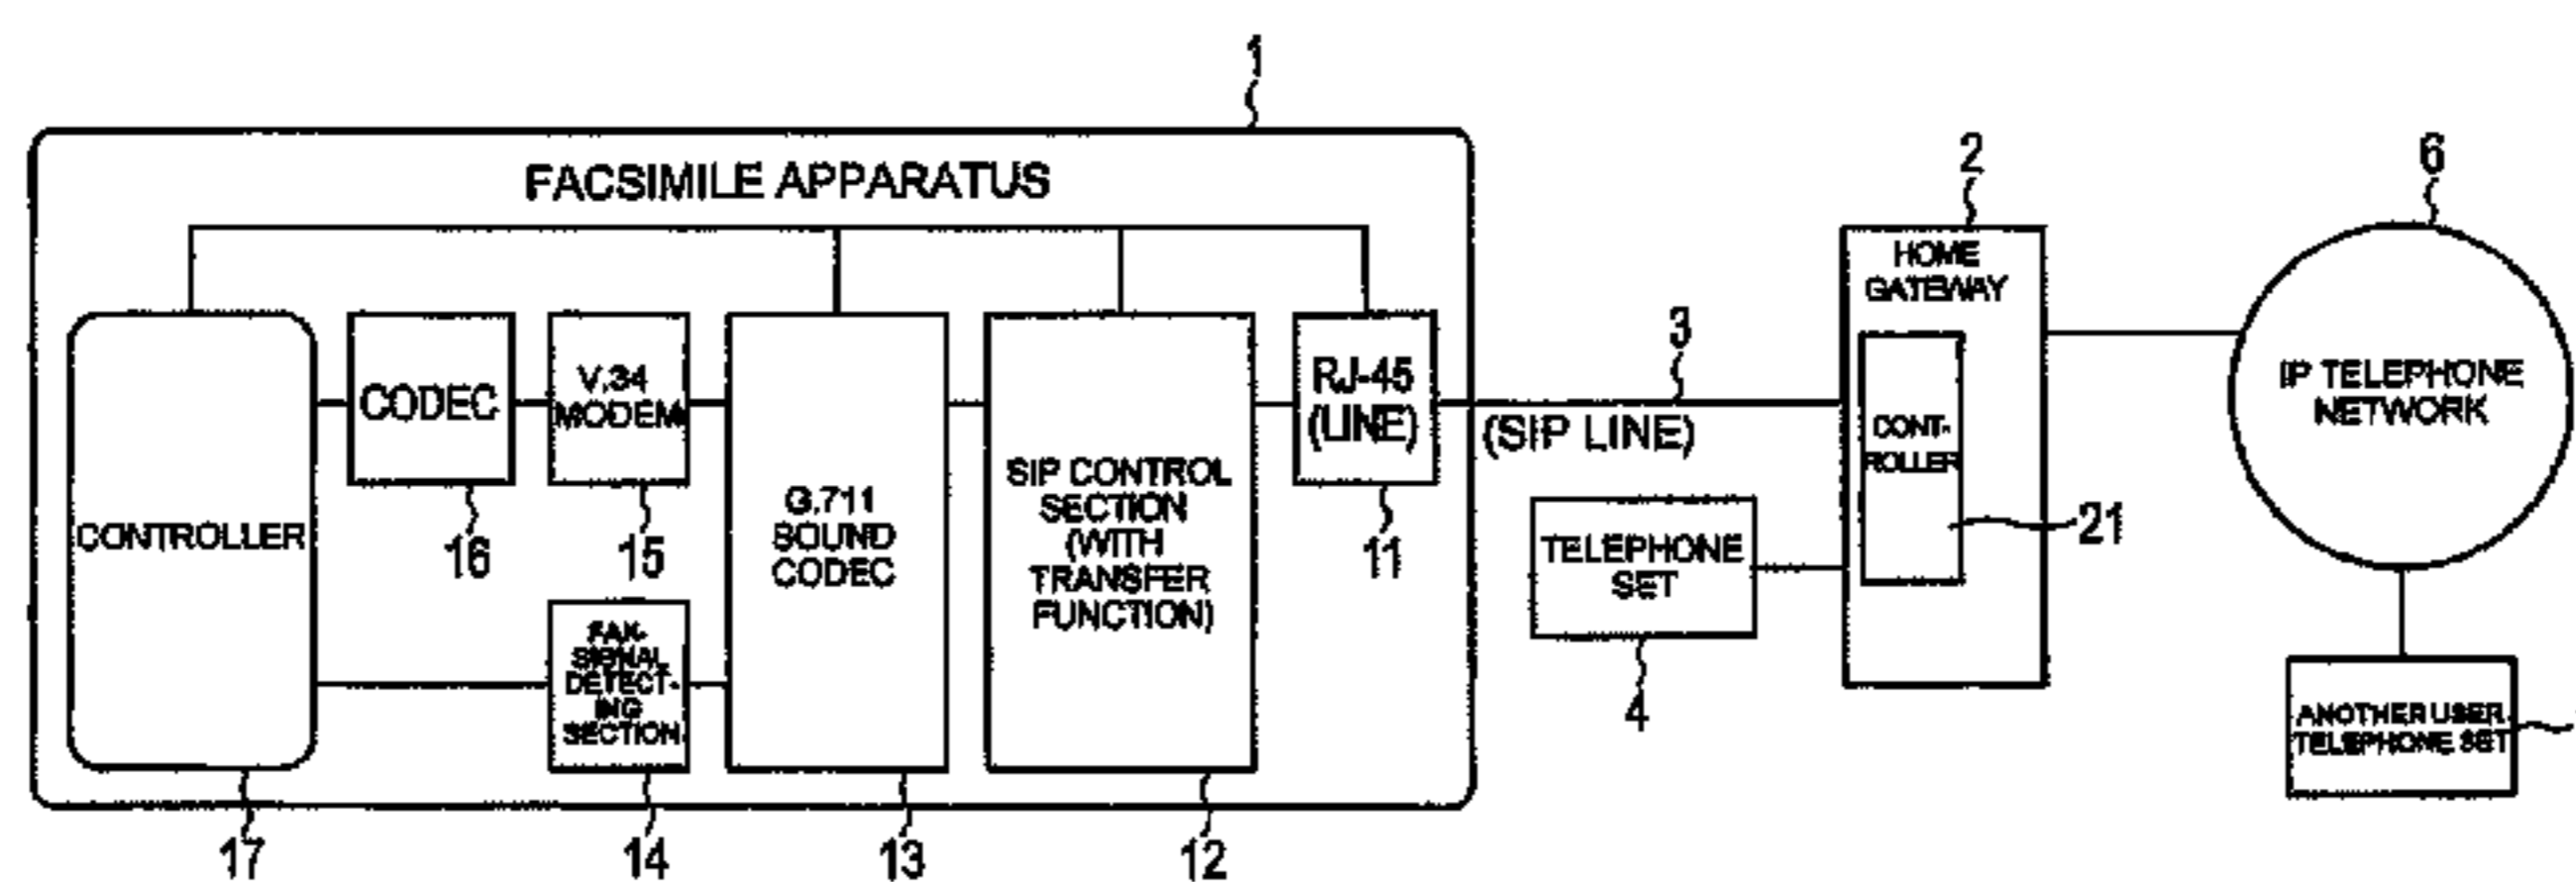 1
FACSIMILE APPARATUS
CONTROLLER
17
CODEC
16
V.34
MODEM
15
FAX-
SIGNAL
DETECT-
ING
SECTION
14
G.711
SOUND
CODEC
13
SIP CONTROL
SECTION
(WITH
TRANSFER
FUNCTION)
12
RJ-45
(LINE)
11
3
(SIP LINE)
TELEPHONE
SET
4
2
HOME
GATEWAY
CONT-
ROLLER
21
6
IP TELEPHONE
NETWORK
ANOTHER USER
TELEPHONE SET